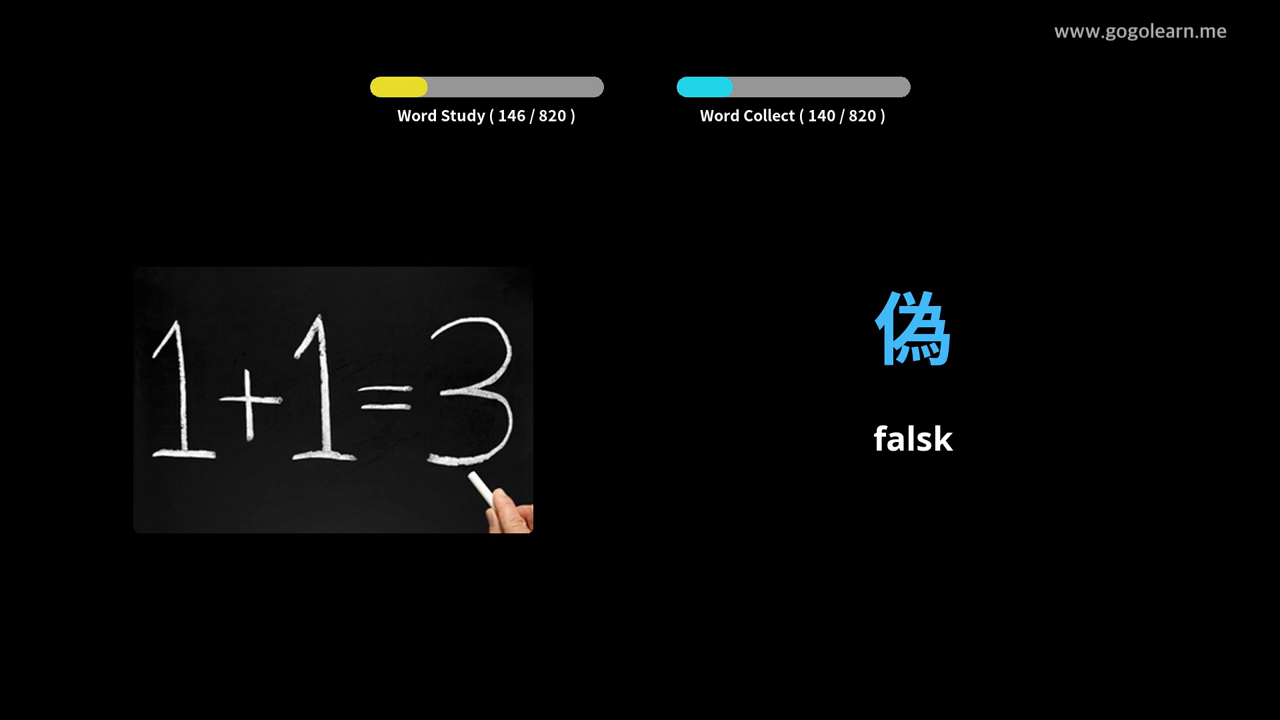 www.gogolearn.me
Word Study ( 146 / 820 )
Word Collect ( 140 / 820 )
1+1=3
偽
falsk